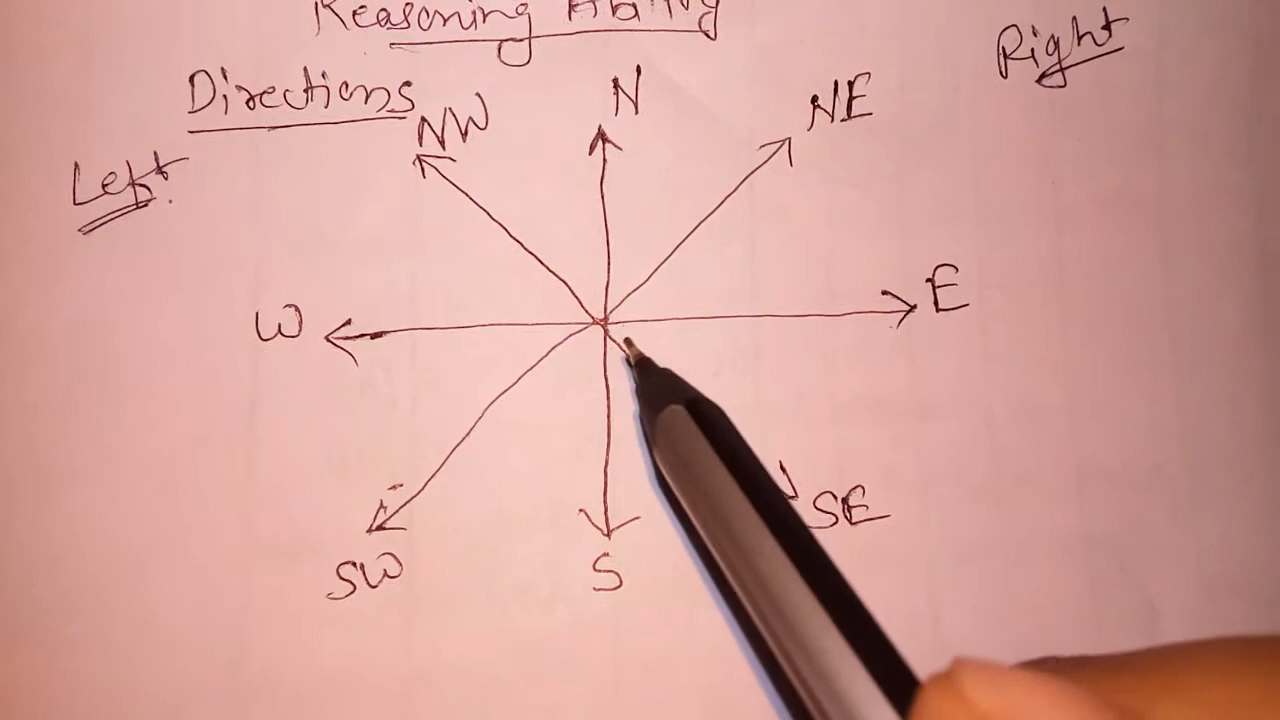 Reasoning Ability
Right
Directions
Left.
NW
N
NE
W
E
SW
S
SE